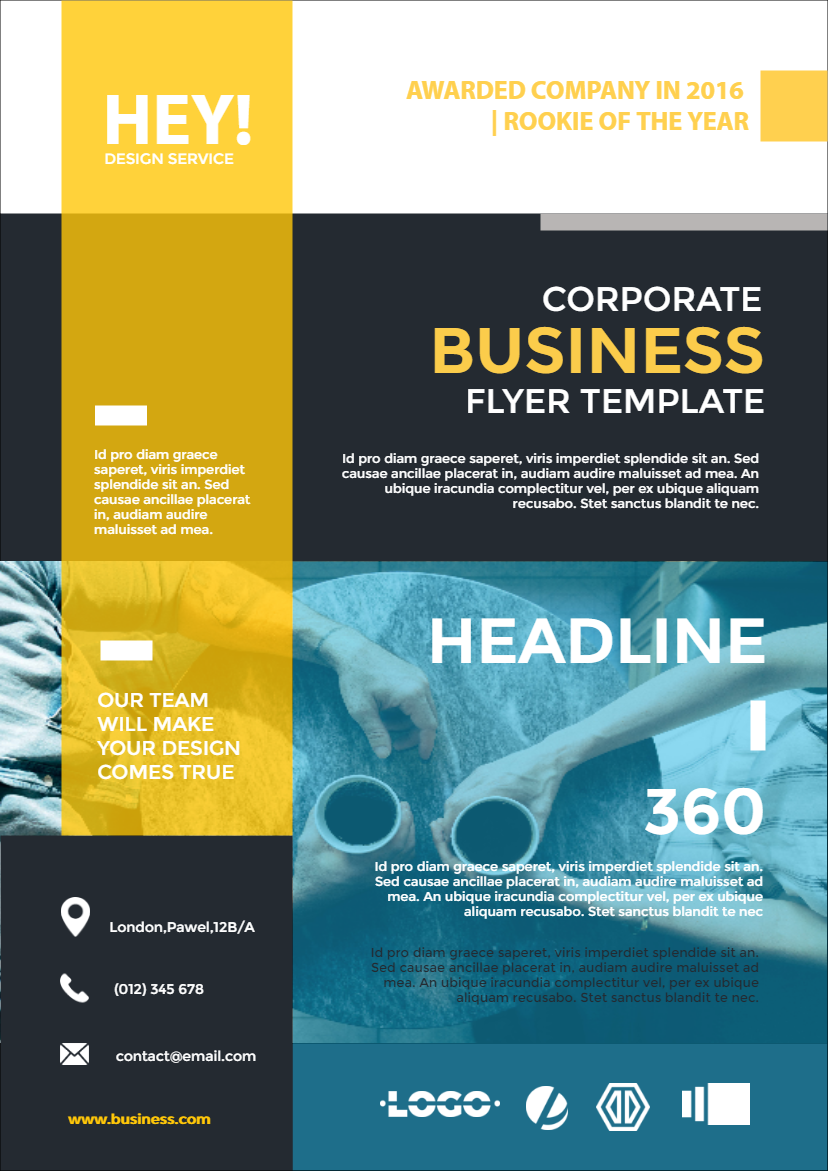 HEY!
DESIGN SERVICE
AWARDED COMPANY IN 2016
| ROOKIE OF THE YEAR
CORPORATE
BUSINESS
FLYER TEMPLATE
Id pro diam graece saperet, viris imperdiet splendide sit an. Sed
causae ancillae placerat in, audiam audire maluisset ad mea. An
ubique iracundia complectitur vel, per ex ubique aliquam
recusabo. Stet sanctus blandit te nec.
Id pro diam graece
saperet, viris imperdiet
splendide sit an. Sed
causae ancillae placerat
in, audiam audire
maluisset ad mea.
OUR TEAM
WILL MAKE
YOUR DESIGN
COMES TRUE
HEADLINE
360
Id pro diam graece saperet, viris imperdiet splendide sit an.
Sed causae ancillae placerat in, audiam audire maluisset ad
mea. An ubique iracundia complectitur vel, per ex ubique
aliquam recusabo. Stet sanctus blandit te nec
Id pro diam graece saperet, viris imperdiet splendide sit an.
Sed causae ancillae placerat in, audiam audire maluisset ad
mea. An ubique iracundia complectitur vel, per ex ubique
aliquam recusabo. Stet sanctus blandit te nec.
London,Pawel,12B/A
(012) 345 678
contact@email.com
www.business.com
LOGO